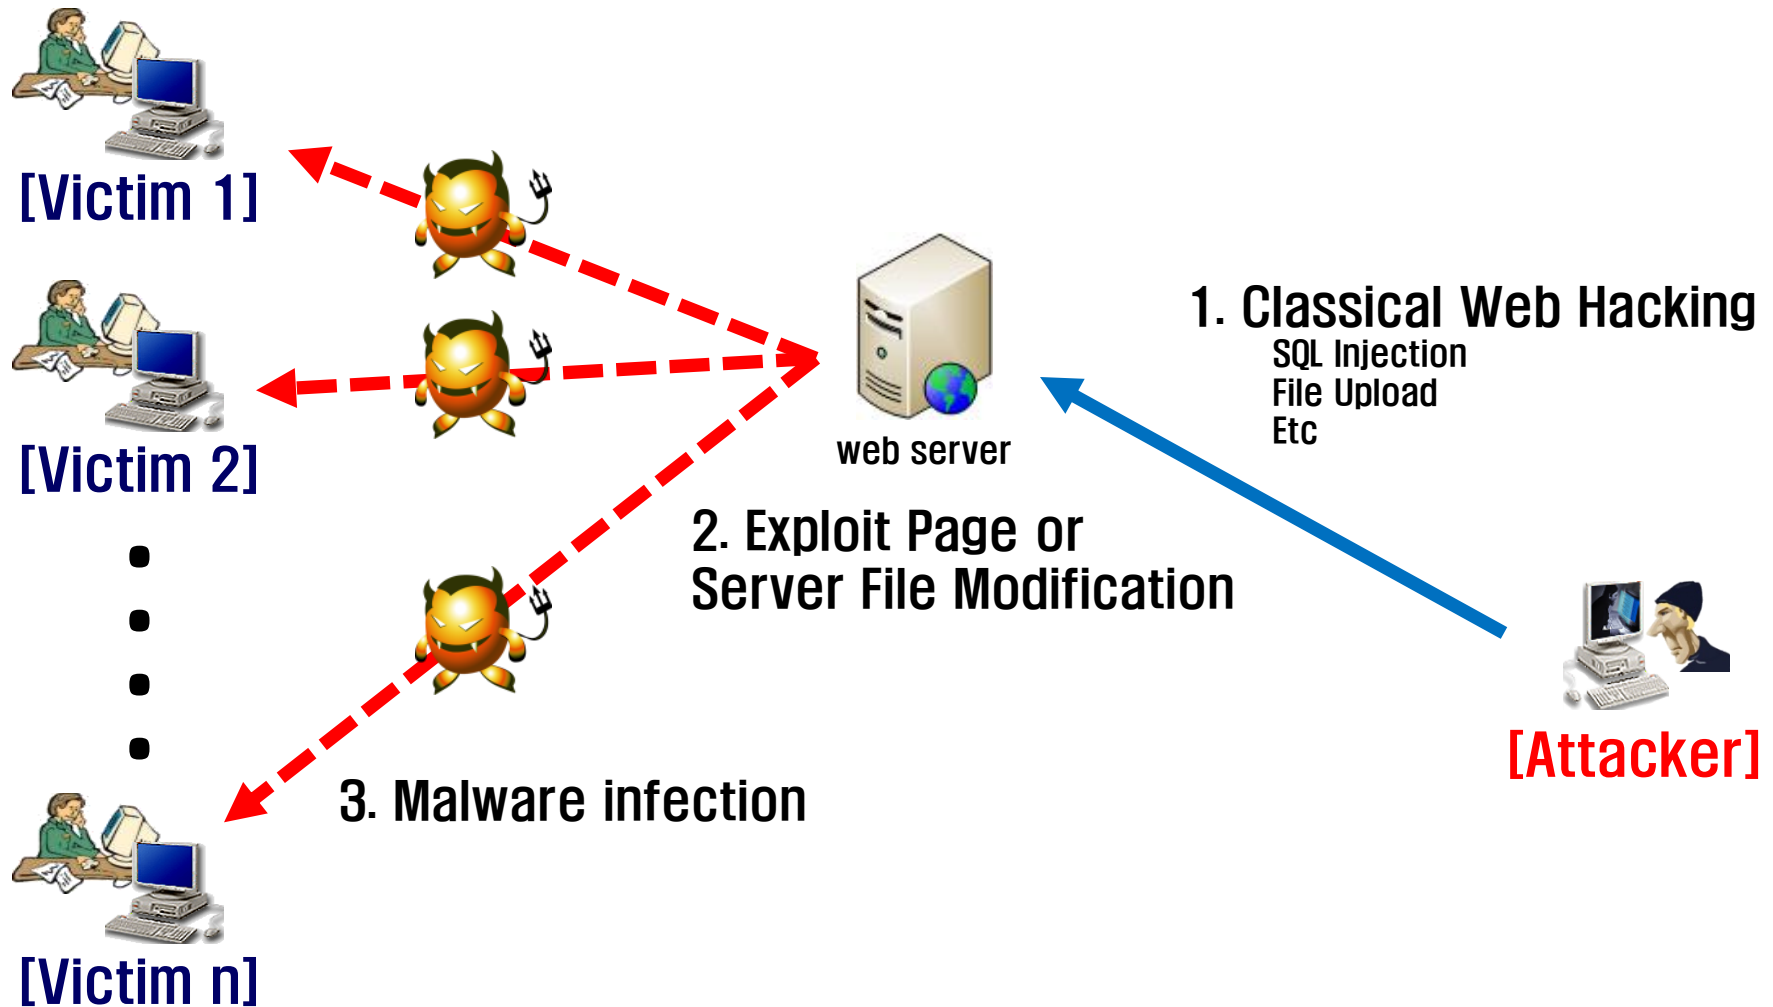 [Victim 1]
[Victim 2]
[Victim n]
web server
1. Classical Web Hacking
SQL Injection
File Upload
Etc
2. Exploit Page or
Server File Modification
3. Malware infection
[Attacker]